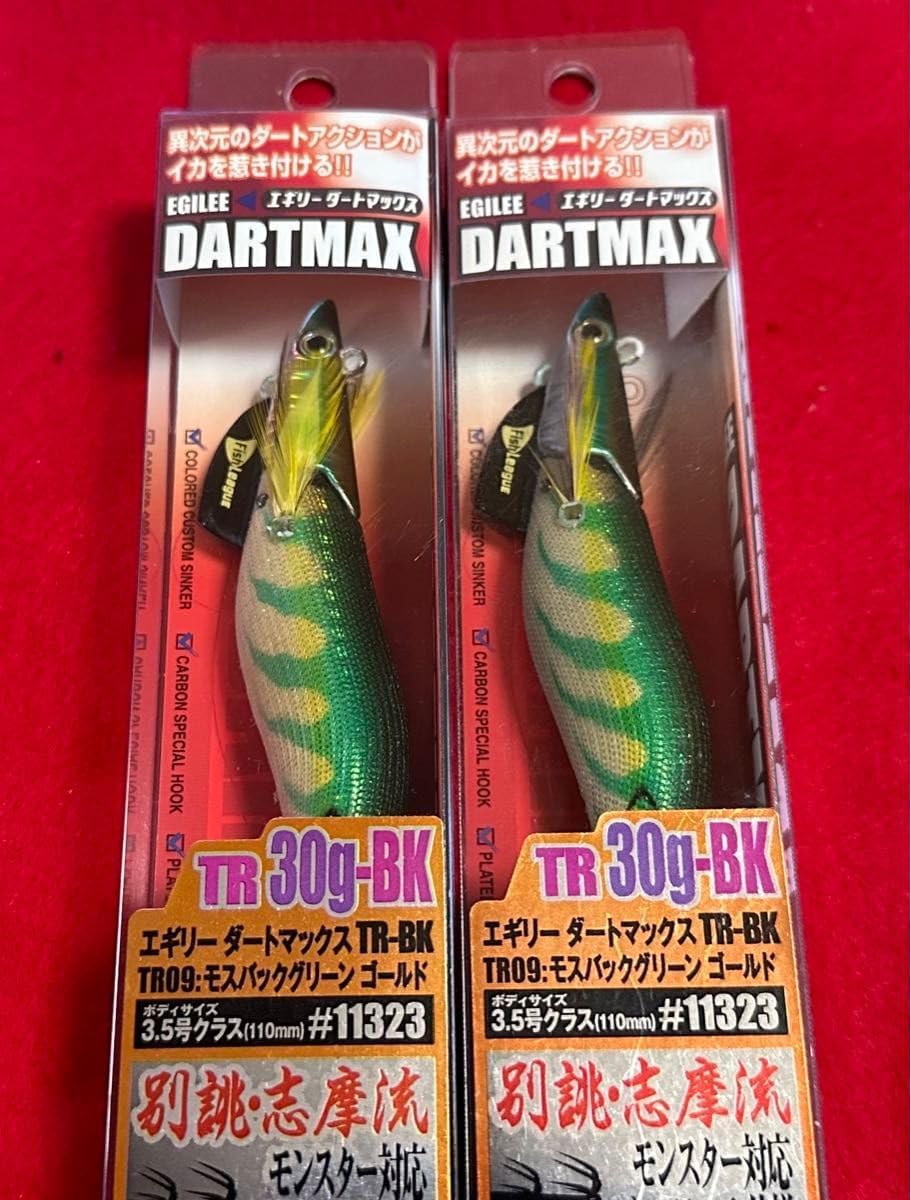 異次元のダートアクションが
イカを惹き付ける!!
EGILEE エギリー ダートマックス
DARTMAX
FishLeague
COLORED CUSTOM SINKER
CARBON SPECIAL HOOK
TR 30g-BK
エギリー ダートマックス TR-BK
TR09:モスバックグリーン ゴールド
ボディサイズ
3.5号クラス(110mm) #11323
別誂・志摩流
モンスター対応
異次元のダートアクションが
イカを惹き付ける!!
EGILEE エギリー ダートマックス
DARTMAX
FishLeague
CUSTOM SINKER
CARBON SPECIAL HOOK
PLATE
TR 30g-BK
エギリー ダートマックス TR-BK
TR09:モスバックグリーン ゴールド
ボディサイズ
3.5号クラス(110mm) #11323
別誂・志摩流
モンスター対応